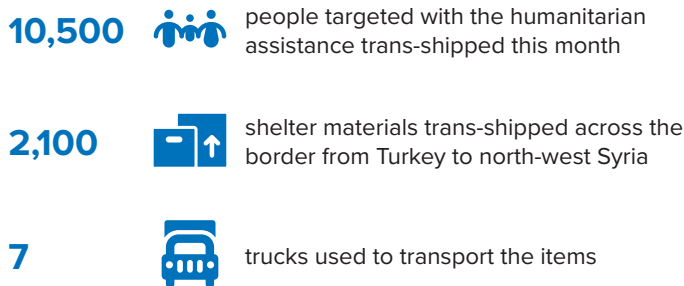 10,500
people targeted with the humanitarian
assistance trans-shipped this month
2,100
shelter materials trans-shipped across the
border from Turkey to north-west Syria
7
trucks used to transport the items